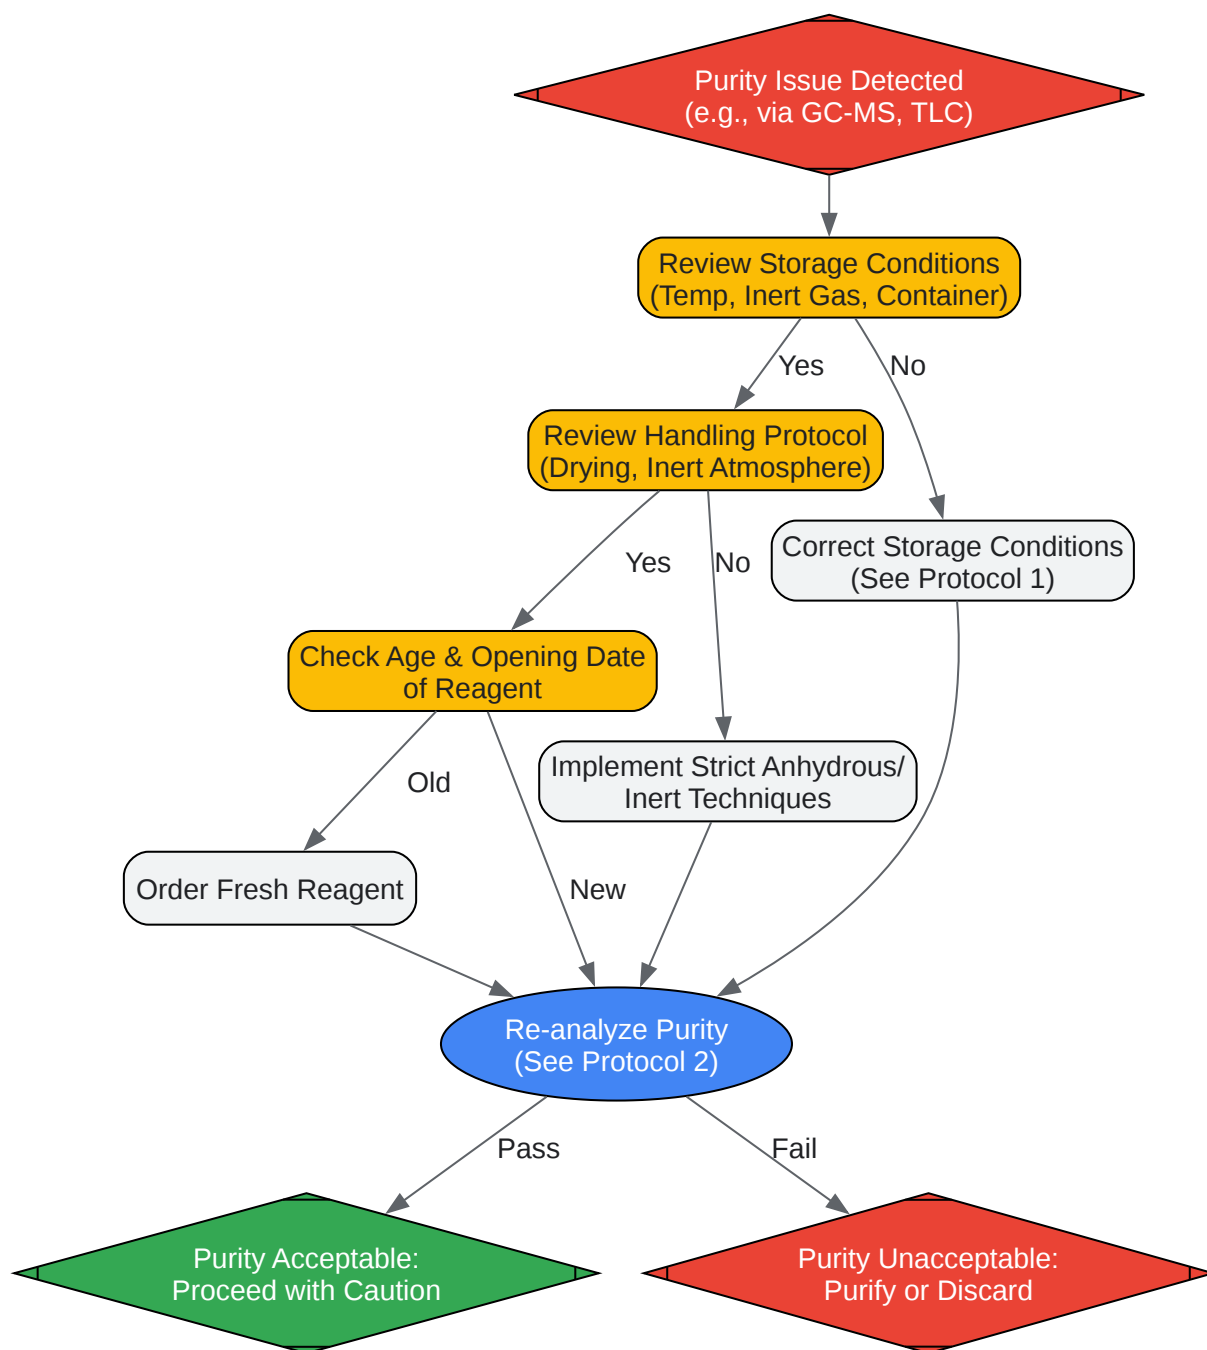 Purity Issue Detected
(e.g., via GC-MS, TLC)
Review Storage Conditions
(Temp, Inert Gas, Container)
Yes
No
Review Handling Protocol
(Drying, Inert Atmosphere)
Correct Storage Conditions
(See Protocol 1)
Yes
No
Check Age & Opening Date
of Reagent
Implement Strict Anhydrous/
Inert Techniques
Old
Order Fresh Reagent
New
Re-analyze Purity
(See Protocol 2)
Pass
Fail
Purity Acceptable:
Proceed with Caution
Purity Unacceptable:
Purify or Discard